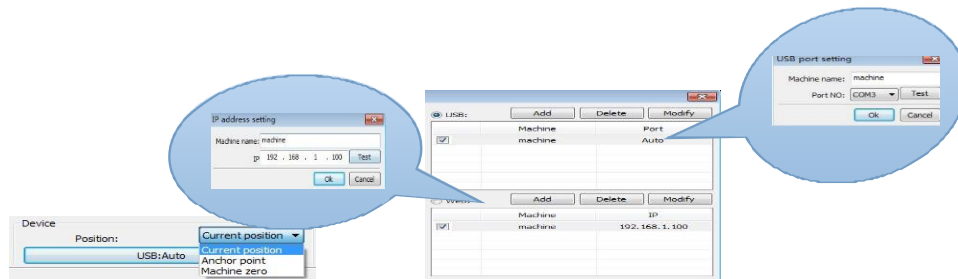 USB port setting
Machine name: machine
Port NO: COM3 Test
Ok Cancel
IP address setting
Machine name: machine
IP 192 . 168 . 1 . 100 Test
Ok Cancel
USB: Add Delete Modify
Machine Port
machine Auto
Add Delete Modify
Machine IP
machine 192.168.1.100
Device
Position: Current position
USB:Auto
Current position
Anchor point
Machine zero